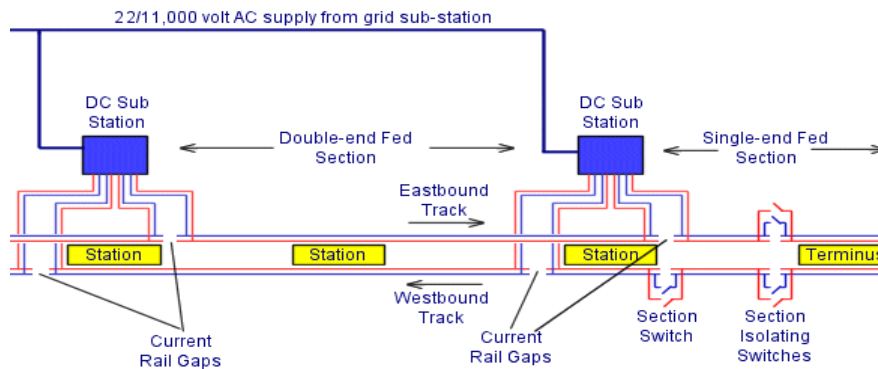 22/11,000 volt AC supply from grid sub-station
DC Sub
Station
Double-end Fed
Section
DC Sub
Station
Single-end Fed
Section
Eastbound
Track
Station
Station
Station
Terminus
Westbound
Track
Current
Rail Gaps
Current
Rail Gaps
Section
Switch
Section
Isolating
Switches